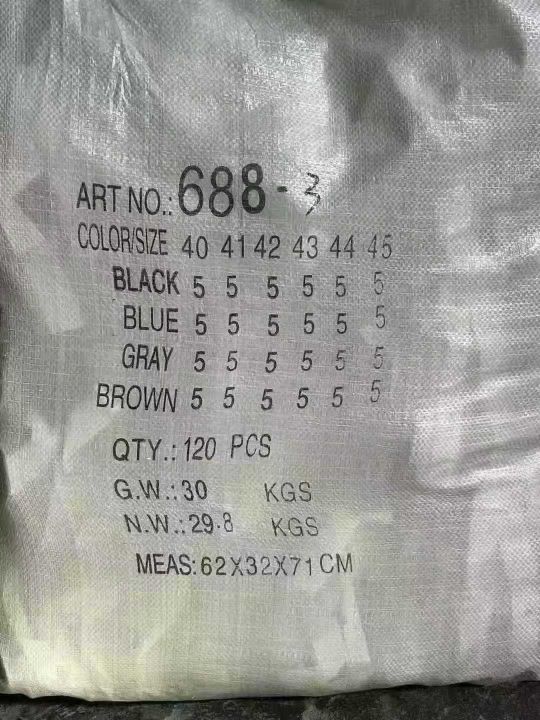 ART NO.: 688-3
COLOR/SIZE 40 41 42 43 44 45
BLACK 5 5 5 5 5 5
BLUE 5 5 5 5 5 5
GRAY 5 5 5 5 5 5
BROWN 5 5 5 5 5 5
QTY.: 120 PCS
G.W.: 30 KGS
N.W.: 29.8 KGS
MEAS: 62X32X71 CM